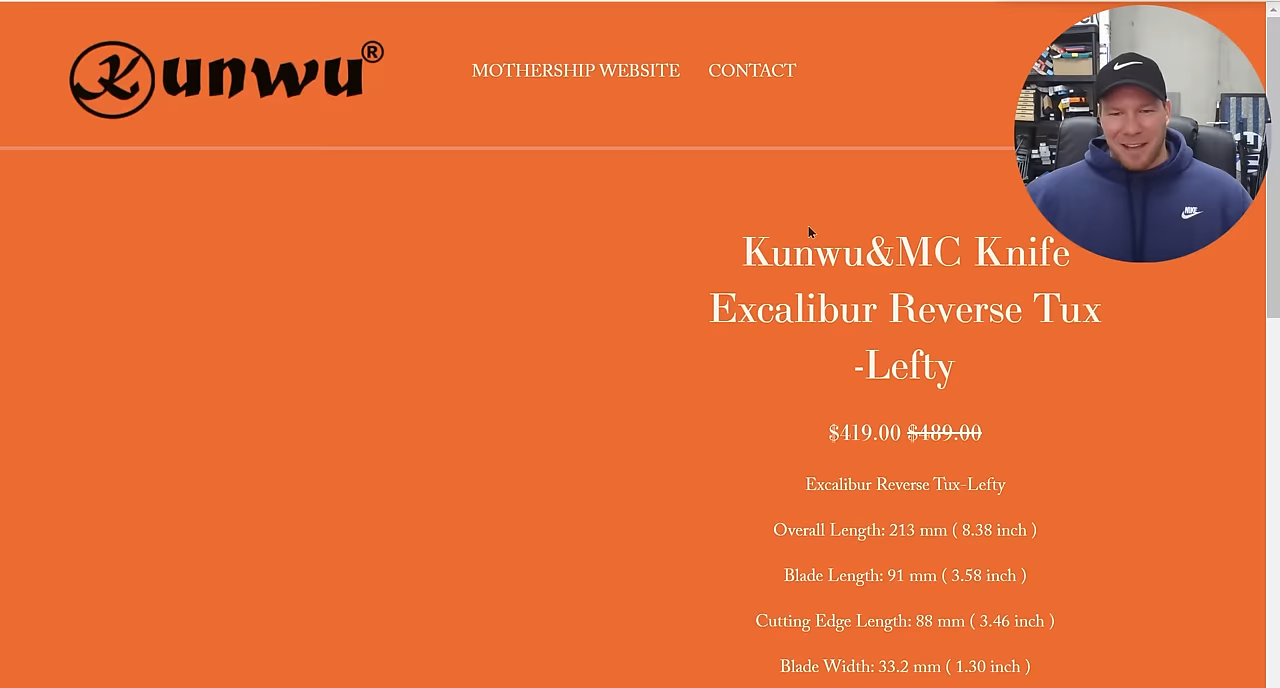 Kunwu®
MOTHERSHIP WEBSITE CONTACT
NIKE
Kunwu&MC Knife
Excalibur Reverse Tux
-Lefty
$419.00 $489.00
Excalibur Reverse Tux-Lefty
Overall Length: 213 mm ( 8.38 inch )
Blade Length: 91 mm ( 3.58 inch )
Cutting Edge Length: 88 mm ( 3.46 inch )
Blade Width: 33.2 mm ( 1.30 inch )